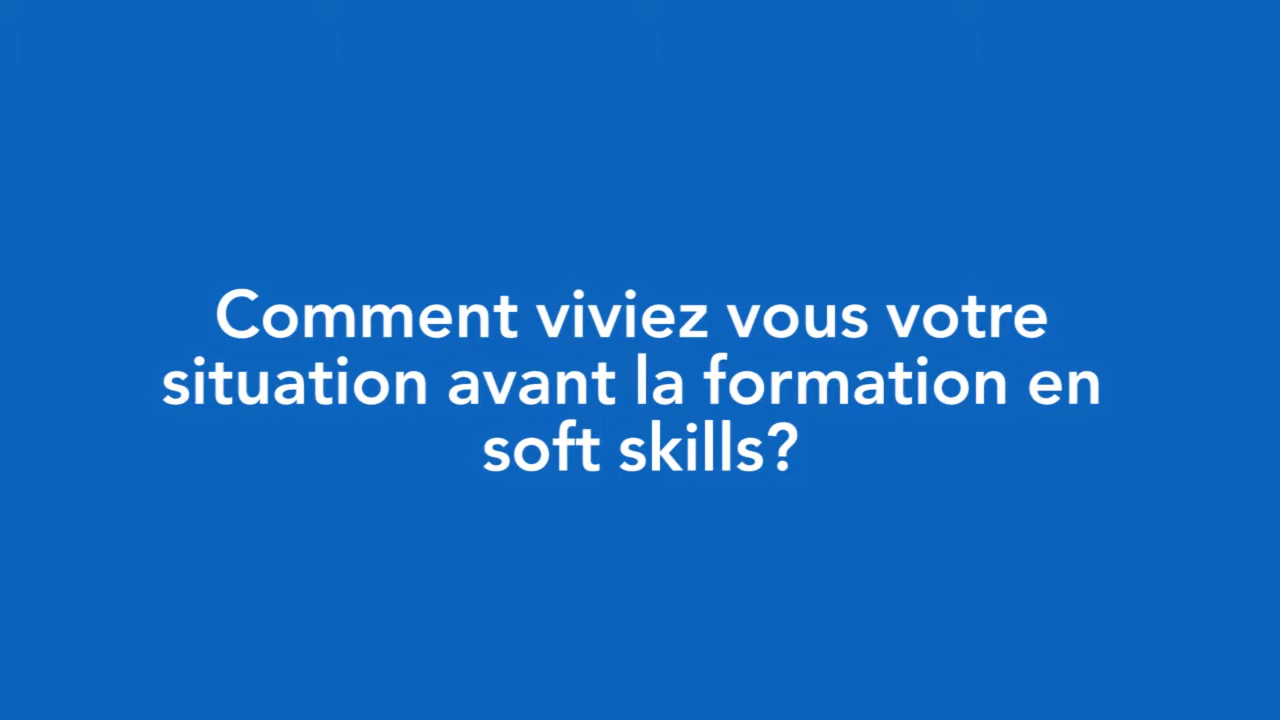 Comment viviez vous votre
situation avant la formation en
soft skills?